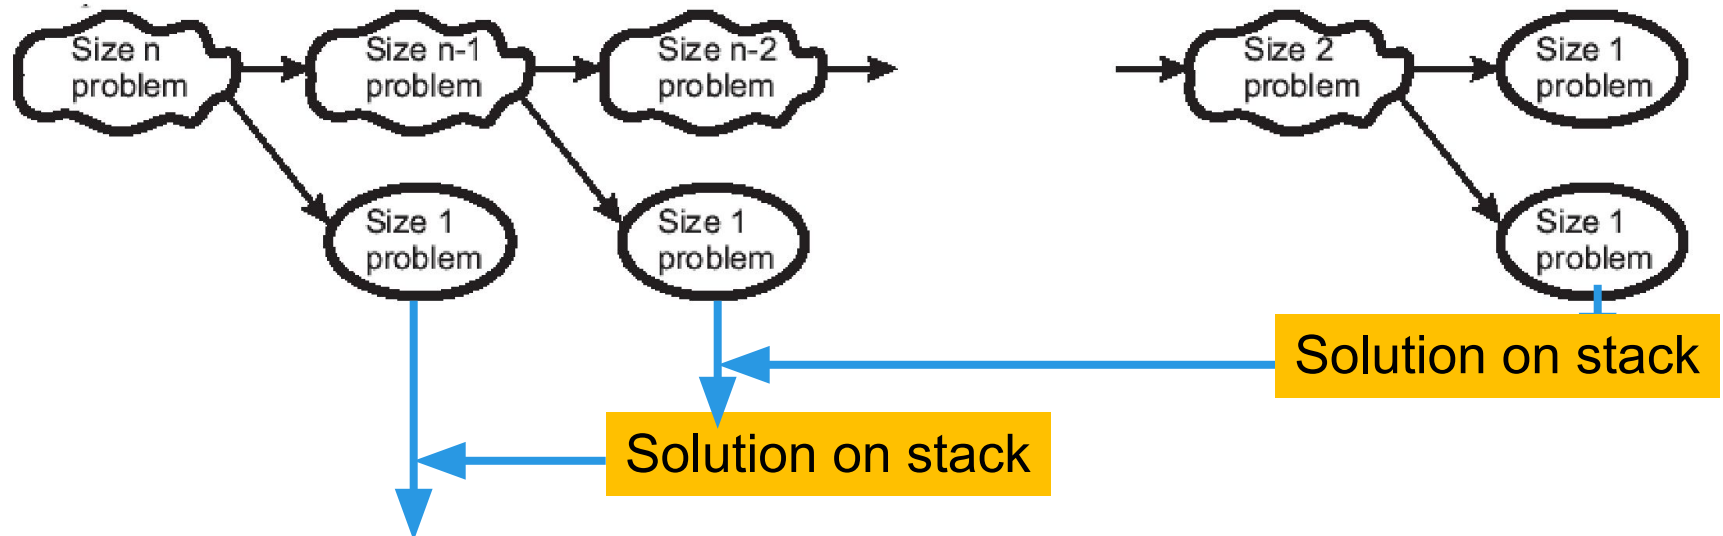 Size n
problem
Size n-1
problem
Size n-2
problem
Size 2
problem
Size 1
problem
Size 1
problem
Size 1
problem
Size 1
problem
Solution on stack
Solution on stack